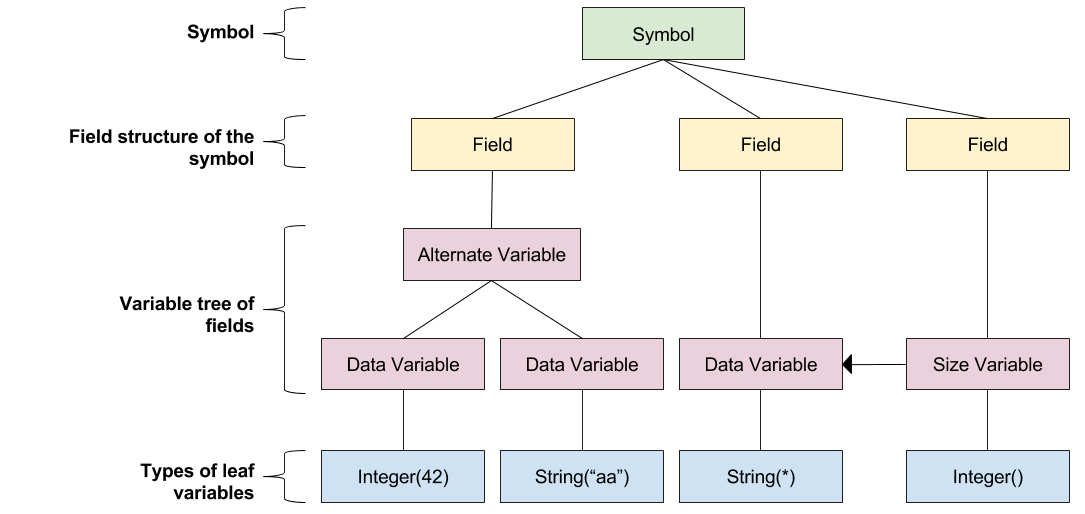 Symbol
Symbol
Field structure of the
symbol
Field
Field
Field
Alternate Variable
Variable tree of
fields
Data Variable
Data Variable
Data Variable
Size Variable
Types of leaf
variables
Integer(42)
String(“aa”)
String(*)
Integer()